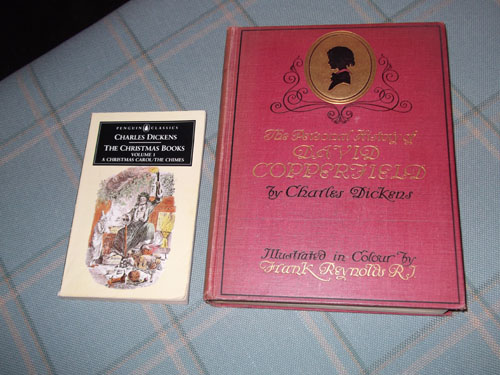 PENGUIN CLASSICS
CHARLES DICKENS
THE CHRISTMAS BOOKS
VOLUME 1
A CHRISTMAS CAROL/THE CHIMES
The Personal History of
DAVID
COPPERFIELD
by Charles Dickens
Illustrated in Colour by
Frank Reynolds R.I.